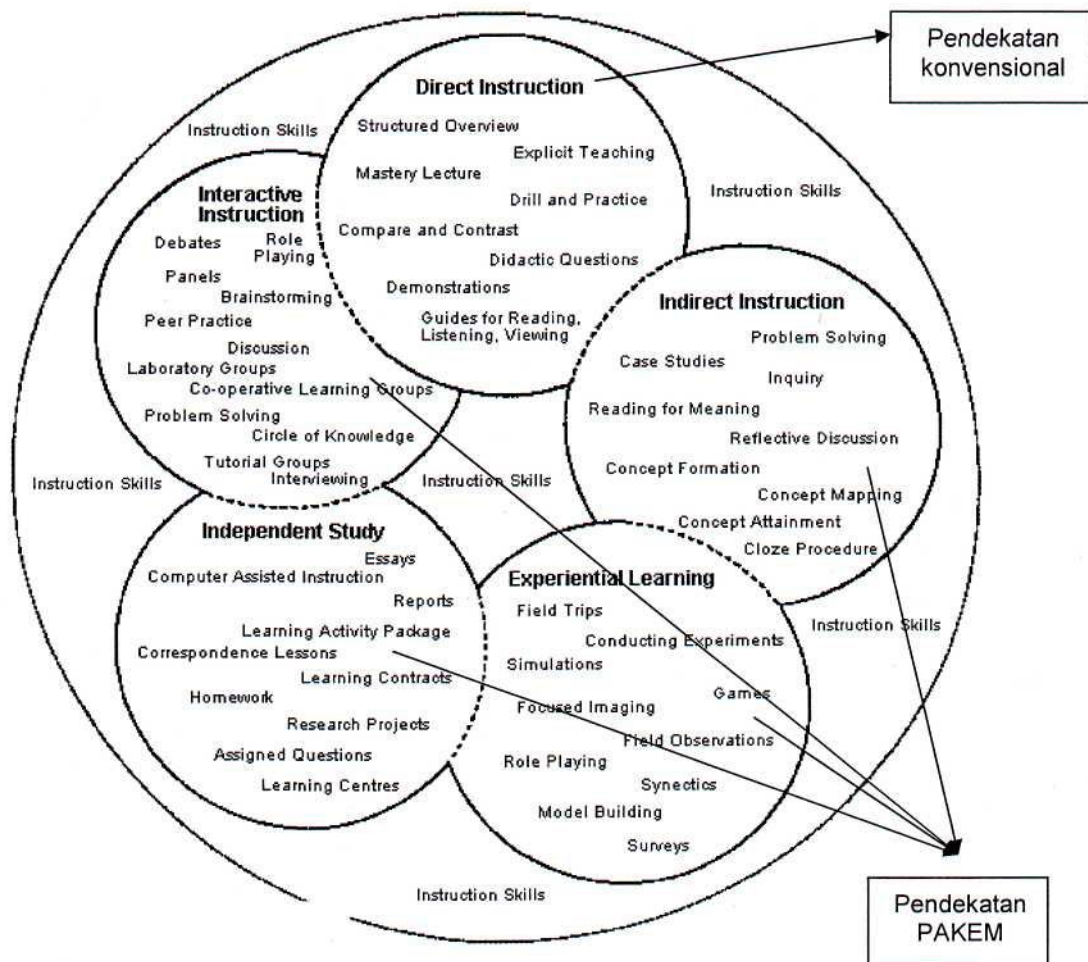 Pendekatan
konvensional
Direct Instruction
Structured Overview
Explicit Teaching
Mastery Lecture
Drill and Practice
Compare and Contrast
Didactic Questions
Demonstrations
Guides for Reading,
Listening, Viewing
Instruction Skills
Instruction Skills
Interactive
Instruction
Debates
Role
Playing
Panels
Brainstorming
Peer Practice
Discussion
Laboratory Groups
Co-operative Learning Groups
Problem Solving
Circle of Knowledge
Tutorial Groups
Interviewing
Indirect Instruction
Problem Solving
Case Studies
Inquiry
Reading for Meaning
Reflective Discussion
Concept Formation
Concept Mapping
Concept Attainment
Cloze Procedure
Instruction Skills
Instruction Skills
Independent Study
Essays
Computer Assisted Instruction
Reports
Learning Activity Package
Correspondence Lessons
Learning Contracts
Homework
Research Projects
Assigned Questions
Learning Centres
Experiential Learning
Field Trips
Conducting Experiments
Simulations
Games
Focused Imaging
Field Observations
Role Playing
Synectics
Model Building
Surveys
Instruction Skills
Instruction Skills
Pendekatan
PAKEM